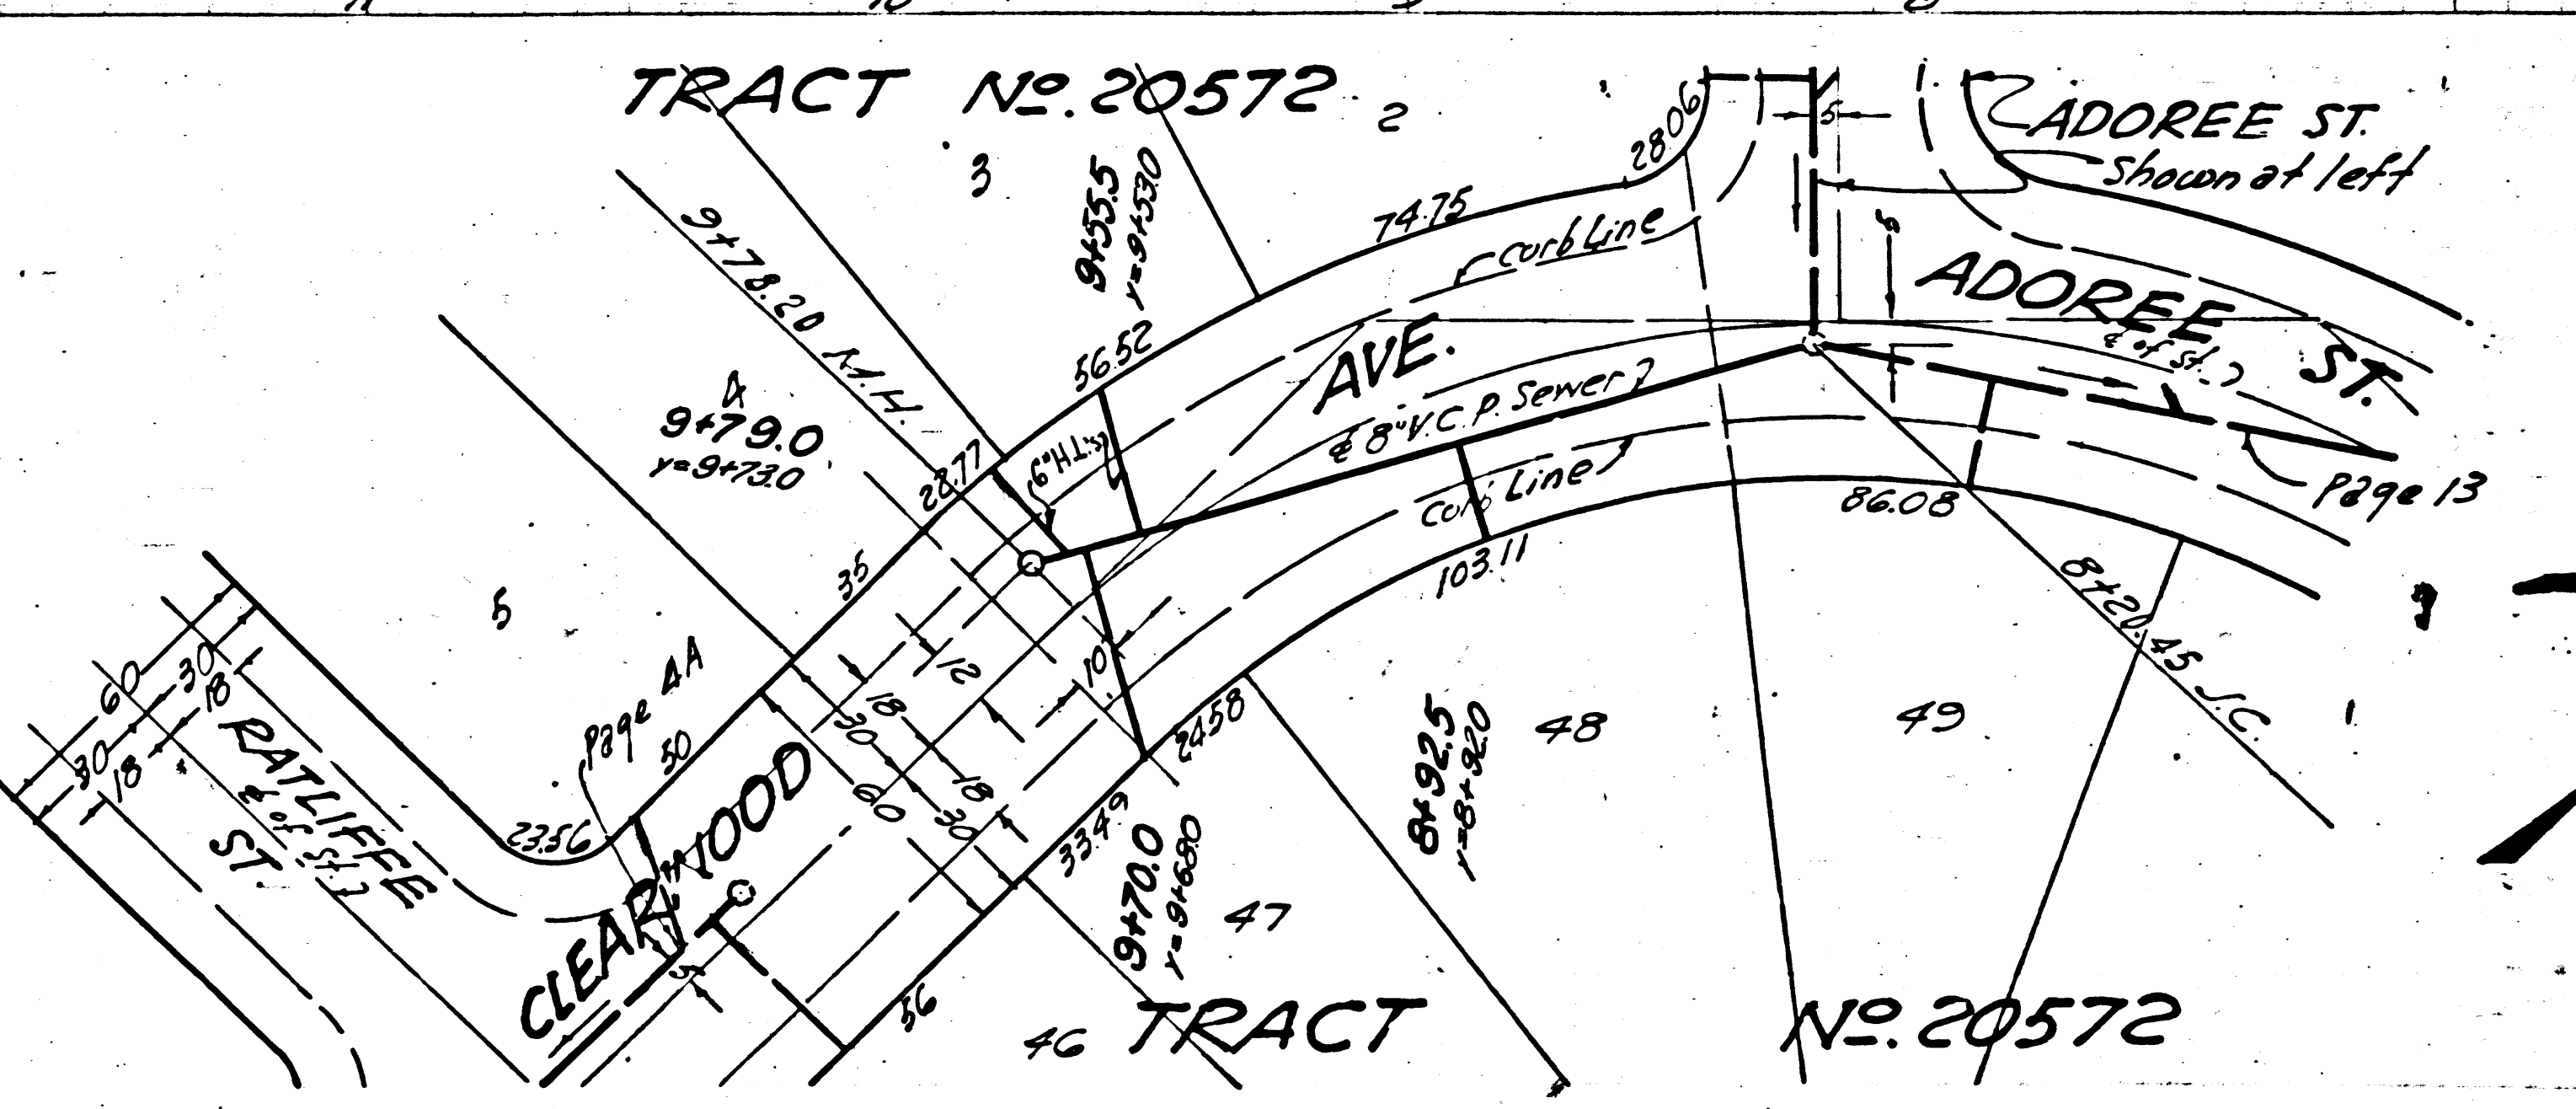 TRACT No. 20572
2
3
28.06
5
ADOREE ST.
Shown at left
9+55.5
Y=9+53.0
74.75
curb Line
5
ADOREE ST.
℄ of St.
9+78.20 M.H.
56.52
AVE.
℄ 8" V.C.P. Sewer
4
9+79.0
Y=9+73.0
28.77
Curb Line
Page 13
86.08
103.11
35
5
8+20.45 J.C.
12
10
60
30
18
30
18
Page 4A
50
18
30
60
18
30
24.58
33.49
8+92.5
Y=8+92.0
48
49
1
RATLIFFE
℄ of St.
ST.
23.56
CLEARWOOD
5
9+70.0
Y=9+68.0
47
56
46
TRACT No. 20572